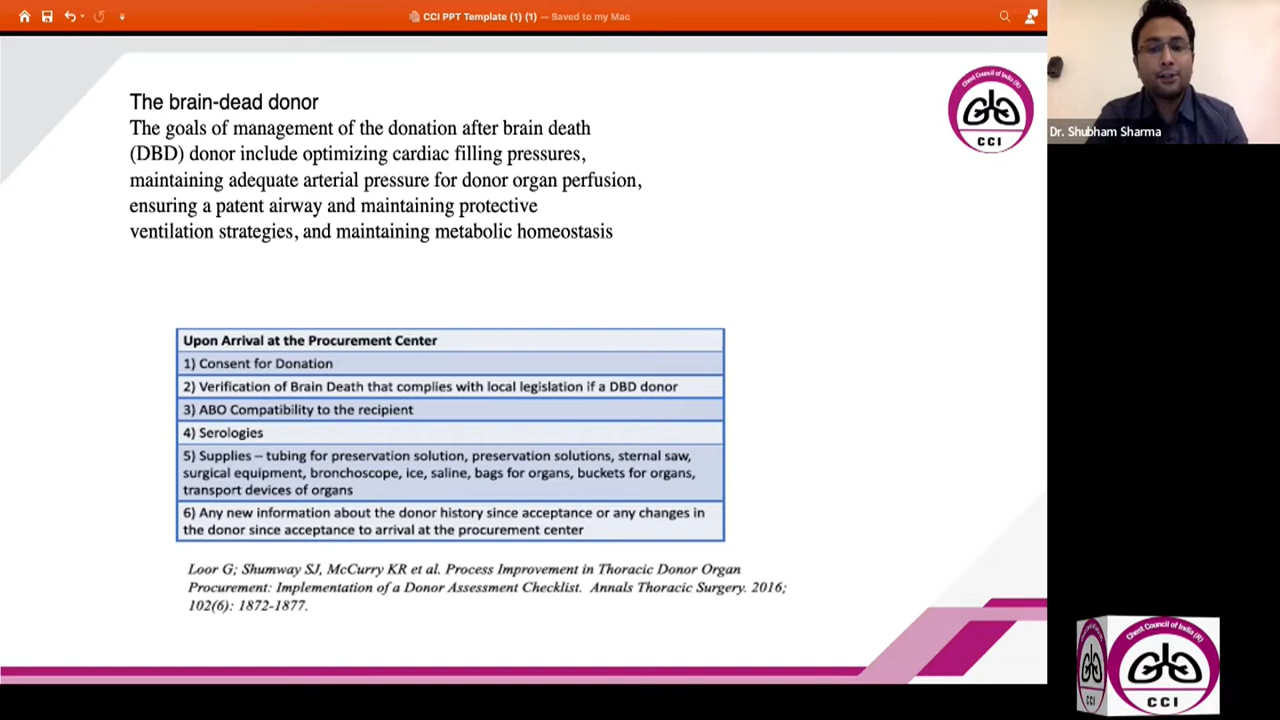 CCI PPT Template (1) (1) — Saved to my Mac
The brain-dead donor
The goals of management of the donation after brain death
(DBD) donor include optimizing cardiac filling pressures,
maintaining adequate arterial pressure for donor organ perfusion,
ensuring a patent airway and maintaining protective
ventilation strategies, and maintaining metabolic homeostasis
Chest Council of India (R)
CCI
Dr. Shubham Sharma
Upon Arrival at the Procurement Center
1) Consent for Donation
2) Verification of Brain Death that complies with local legislation if a DBD donor
3) ABO Compatibility to the recipient
4) Serologies
5) Supplies – tubing for preservation solution, preservation solutions, sternal saw,
surgical equipment, bronchoscope, ice, saline, bags for organs, buckets for organs,
transport devices of organs
6) Any new information about the donor history since acceptance or any changes in
the donor since acceptance to arrival at the procurement center
Loor G; Shumway SJ, McCurry KR et al. Process Improvement in Thoracic Donor Organ
Procurement: Implementation of a Donor Assessment Checklist. Annals Thoracic Surgery. 2016;
102(6): 1872-1877.
Chest Council of India (R)
CCI